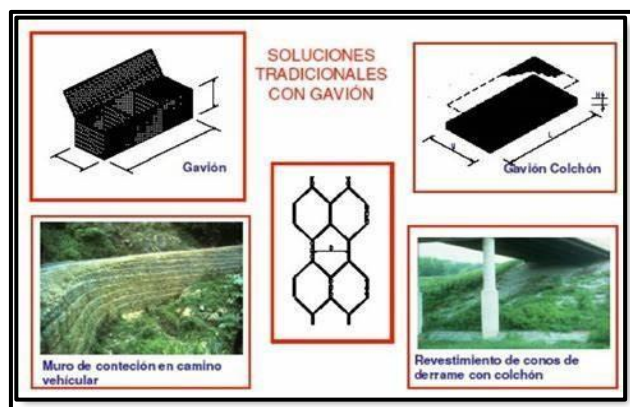 SOLUCIONES
TRADICIONALES
CON GAVIÓN
Gavión
Gavión Colchón
Muro de conteción en camino
vehícular
Revestimiento de conos de
derrame con colchón